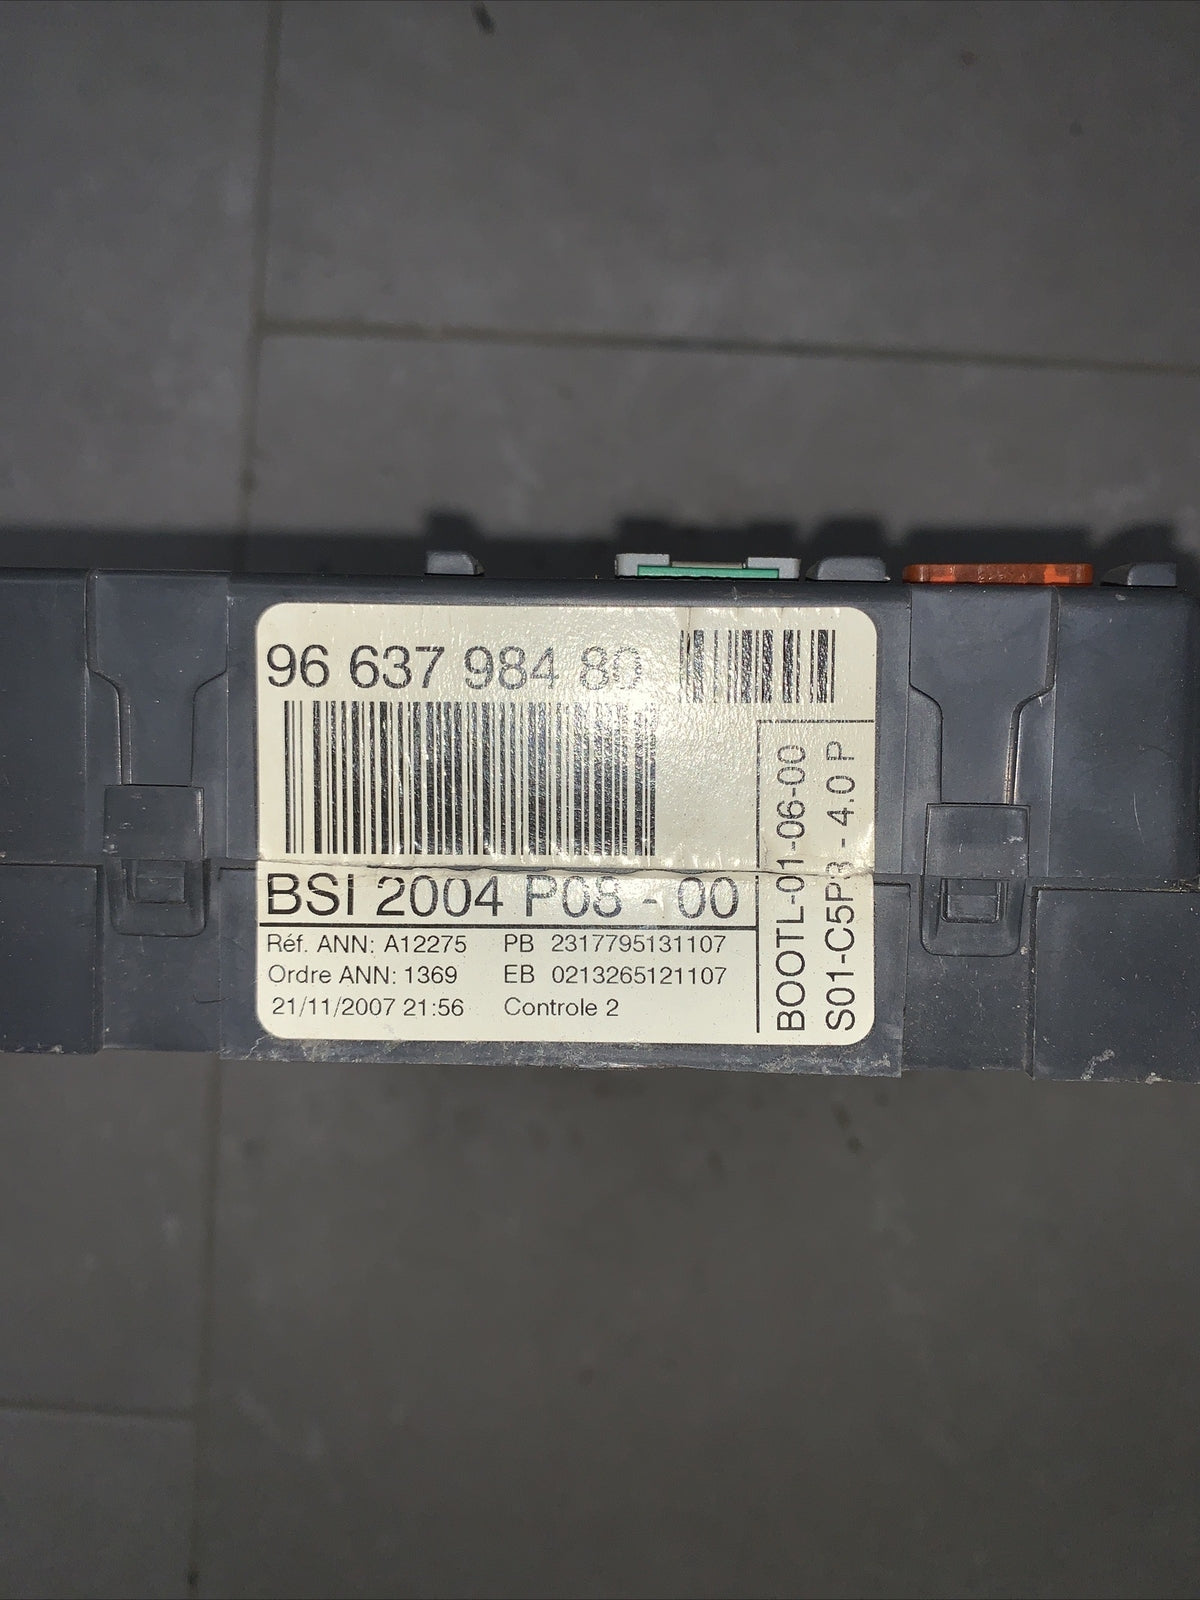 96 637 984 80
BSI 2004 P08 - 00
Réf. ANN: A12275 PB 2317795131107
Ordre ANN: 1369 EB 0213265121107
21/11/2007 21:56 Controle 2
BOOTL-01-06-00
S01-C5P3 - 4.0 P